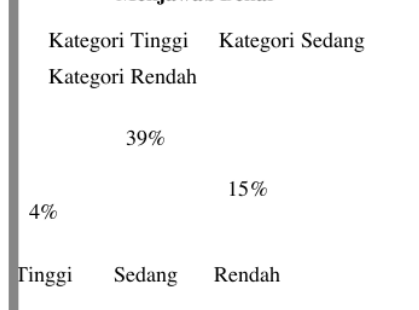 Kategori Tinggi Kategori Sedang
Kategori Rendah
39%
15%
4%
Tinggi Sedang Rendah